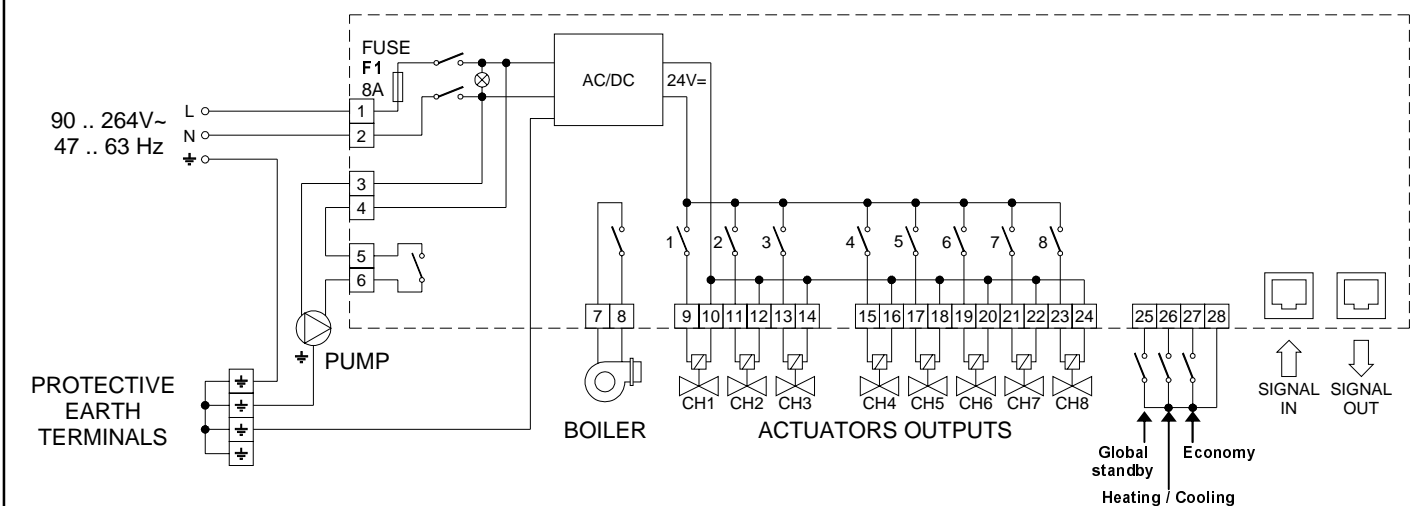 FUSE
F1
8A
AC/DC
24V=
90 .. 264V~
47 .. 63 Hz
L
N
1
2
3
4
5
6
1 2 3 4 5 6 7 8
7 8 9 10 11 12 13 14 15 16 17 18 19 20 21 22 23 24 25 26 27 28
PUMP
PROTECTIVE
EARTH
TERMINALS
CH1 CH2 CH3 CH4 CH5 CH6 CH7 CH8
BOILER
ACTUATORS OUTPUTS
SIGNAL
IN
SIGNAL
OUT
Global
standby
Economy
Heating / Cooling